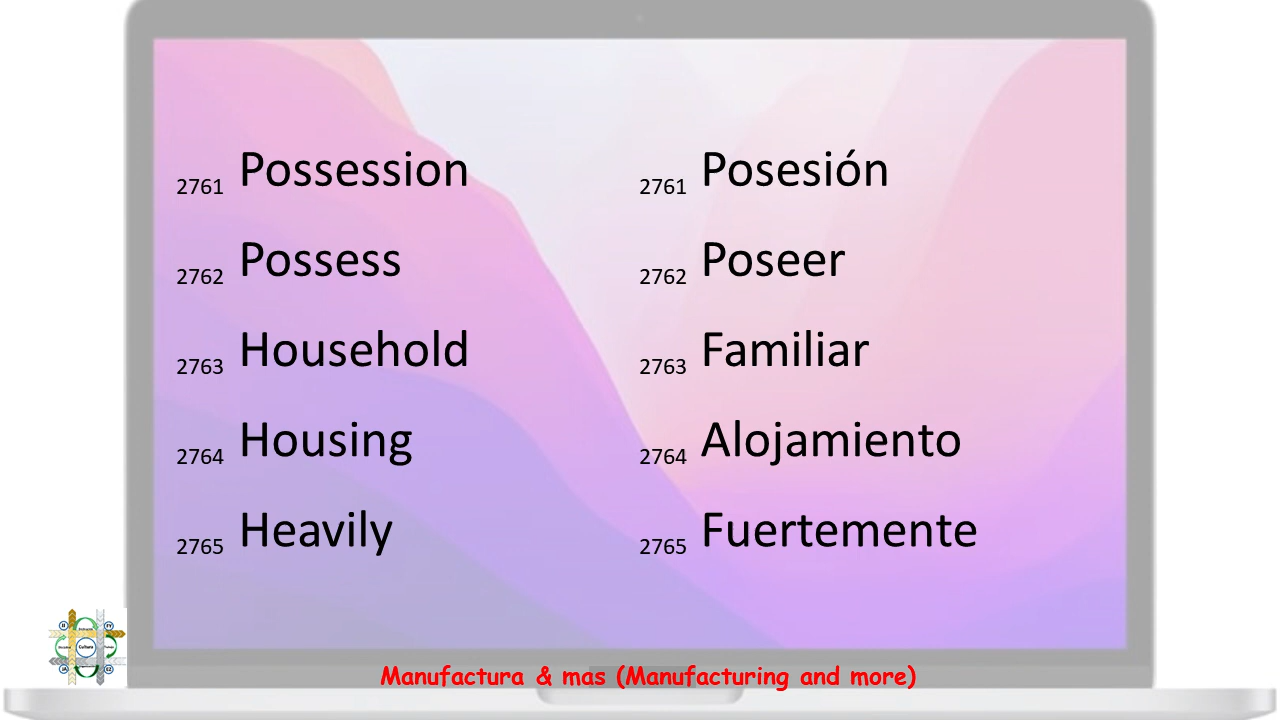 2761 Possession 2761 Posesión
2762 Possess 2762 Poseer
2763 Household 2763 Familiar
2764 Housing 2764 Alojamiento
2765 Heavily 2765 Fuertemente
Cultura
Manufactura & mas (Manufacturing and more)